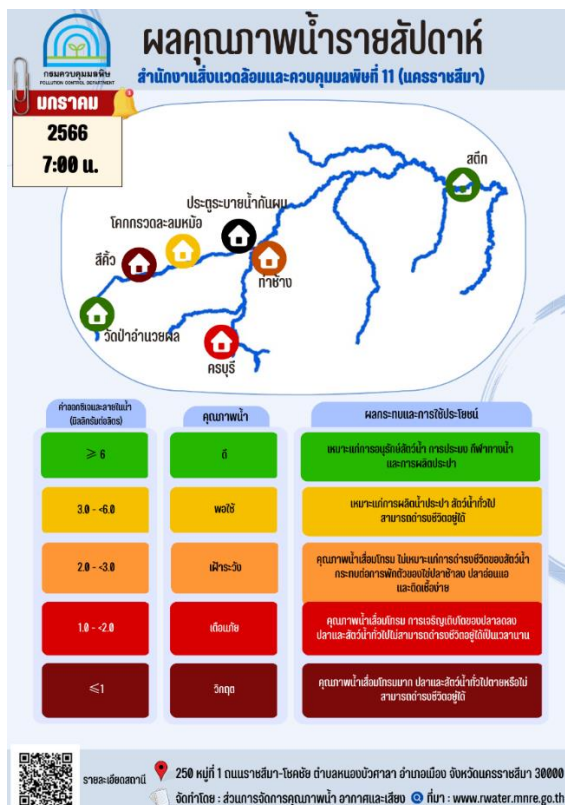 ผลคุณภาพน้ำรายสัปดาห์
กรมควบคุมมลพิษ
POLLUTION CONTROL DEPARTMENT
สำนักงานสิ่งแวดล้อมและควบคุมมลพิษที่ 11 (นครราชสีมา)
มกราคม
2566
7:00 น.
สตึก
ประตูระบายน้ำกันผม
โคกกรวดละลมหม้อ
สีคิ้ว
ท่าช้าง
วัดป่าอำนวยผล
ครบุรี
ค่าออกซิเจนละลายในน้ำ
(มิลลิกรัมต่อลิตร)
คุณภาพน้ำ
ผลกระทบและการใช้ประโยชน์
≥ 6
ดี
เหมาะแก่การอนุรักษ์สัตว์น้ำ การประมง กีฬาทางน้ำ
และการผลิตประปา
3.0 - <6.0
พอใช้
เหมาะแก่การผลิตน้ำประปา สัตว์น้ำทั่วไป
สามารถดำรงชีวิตอยู่ได้
2.0 - <3.0
เฝ้าระวัง
คุณภาพน้ำเสื่อมโทรม ไม่เหมาะแก่การดำรงชีวิตของสัตว์น้ำ
กระทบต่อการฟักตัวของไข่ปลาช้าลง ปลาอ่อนแอ
และติดเชื้อง่าย
1.0 - <2.0
เตือนภัย
คุณภาพน้ำเสื่อมโทรม การเจริญเติบโตของปลาลดลง
ปลาและสัตว์น้ำทั่วไปไม่สามารถดำรงชีวิตอยู่ได้เป็นเวลานาน
≤1
วิกฤต
คุณภาพน้ำเสื่อมโทรมมาก ปลาและสัตว์น้ำทั่วไปตายหรือไม่
สามารถดำรงชีวิตอยู่ได้
รายละเอียดสถานี
250 หมู่ที่ 1 ถนนราชสีมา-โชคชัย ตำบลหนองบัวศาลา อำเภอเมือง จังหวัดนครราชสีมา 30000
จัดทำโดย : ส่วนการจัดการคุณภาพน้ำ อากาศและเสียง ที่มา : www.rwater.mnre.go.th